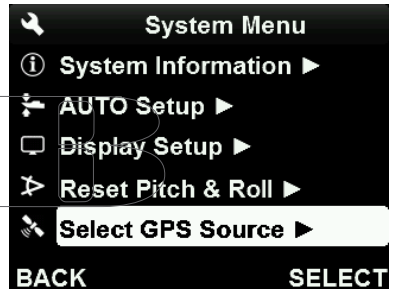 System Menu
System Information ▶
AUTO Setup ▶
Display Setup ▶
Reset Pitch & Roll ▶
Select GPS Source ▶
BACK SELECT